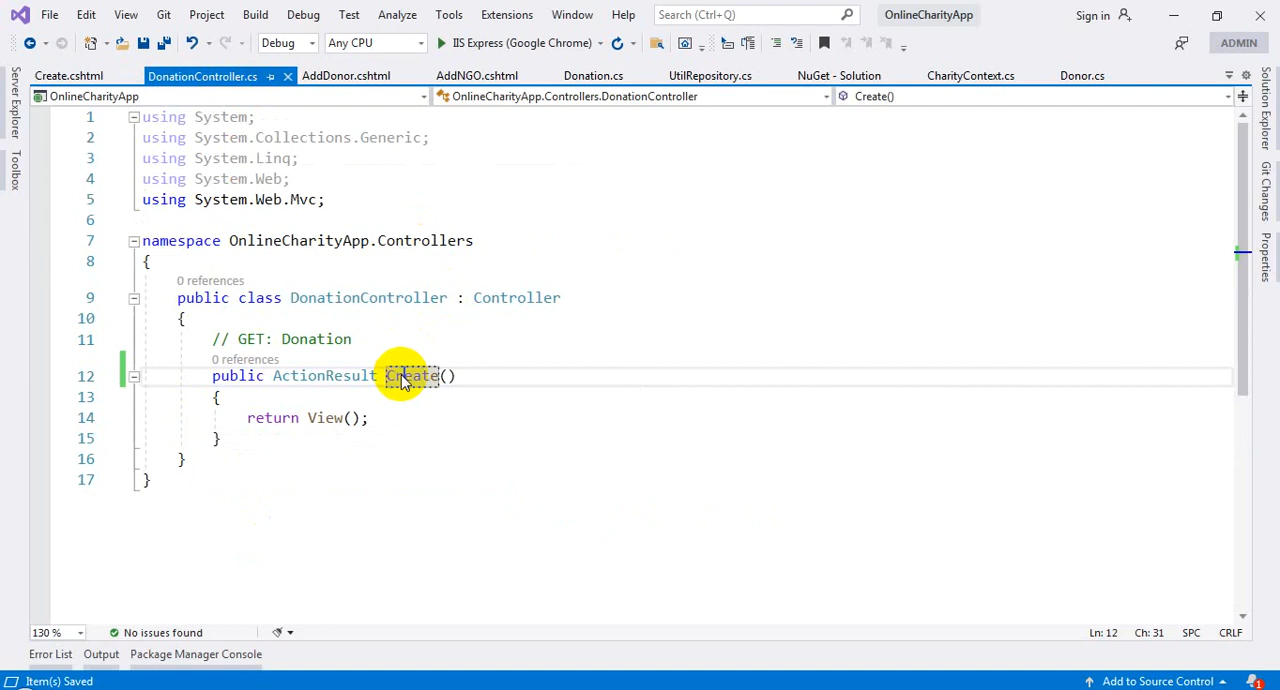 File Edit View Git Project Build Debug Test Analyze Tools Extensions Window Help Search (Ctrl+Q) OnlineCharityApp Sign in
Debug Any CPU IIS Express (Google Chrome) ADMIN
Create.cshtml DonationController.cs AddDonor.cshtml AddNGO.cshtml Donation.cs UtilRepository.cs NuGet - Solution CharityContext.cs Donor.cs
OnlineCharityApp OnlineCharityApp.Controllers.DonationController Create()
Server Explorer
Toolbox
1 using System;
2 using System.Collections.Generic;
3 using System.Linq;
4 using System.Web;
5 using System.Web.Mvc;
6
7 namespace OnlineCharityApp.Controllers
8 {
0 references
9 public class DonationController : Controller
10 {
11 // GET: Donation
0 references
12 public ActionResult Create()
13 {
14 return View();
15 }
16 }
17 }
Solution Explorer
Git Changes
Properties
130 % No issues found Ln: 12 Ch: 31 SPC CRLF
Error List Output Package Manager Console
Item(s) Saved Add to Source Control 1